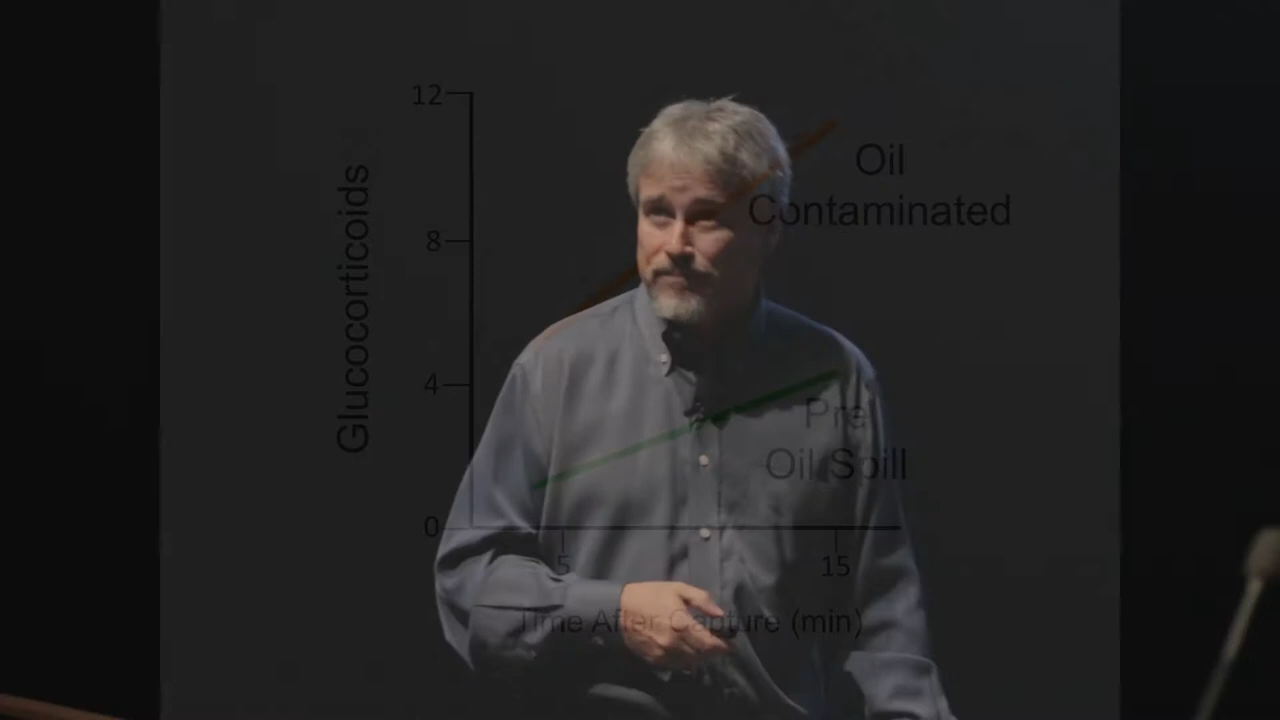 12
8
4
0
Glucocorticoids
Oil
Contaminated
Pre
Oil Spill
5
15
Time After Capture (min)